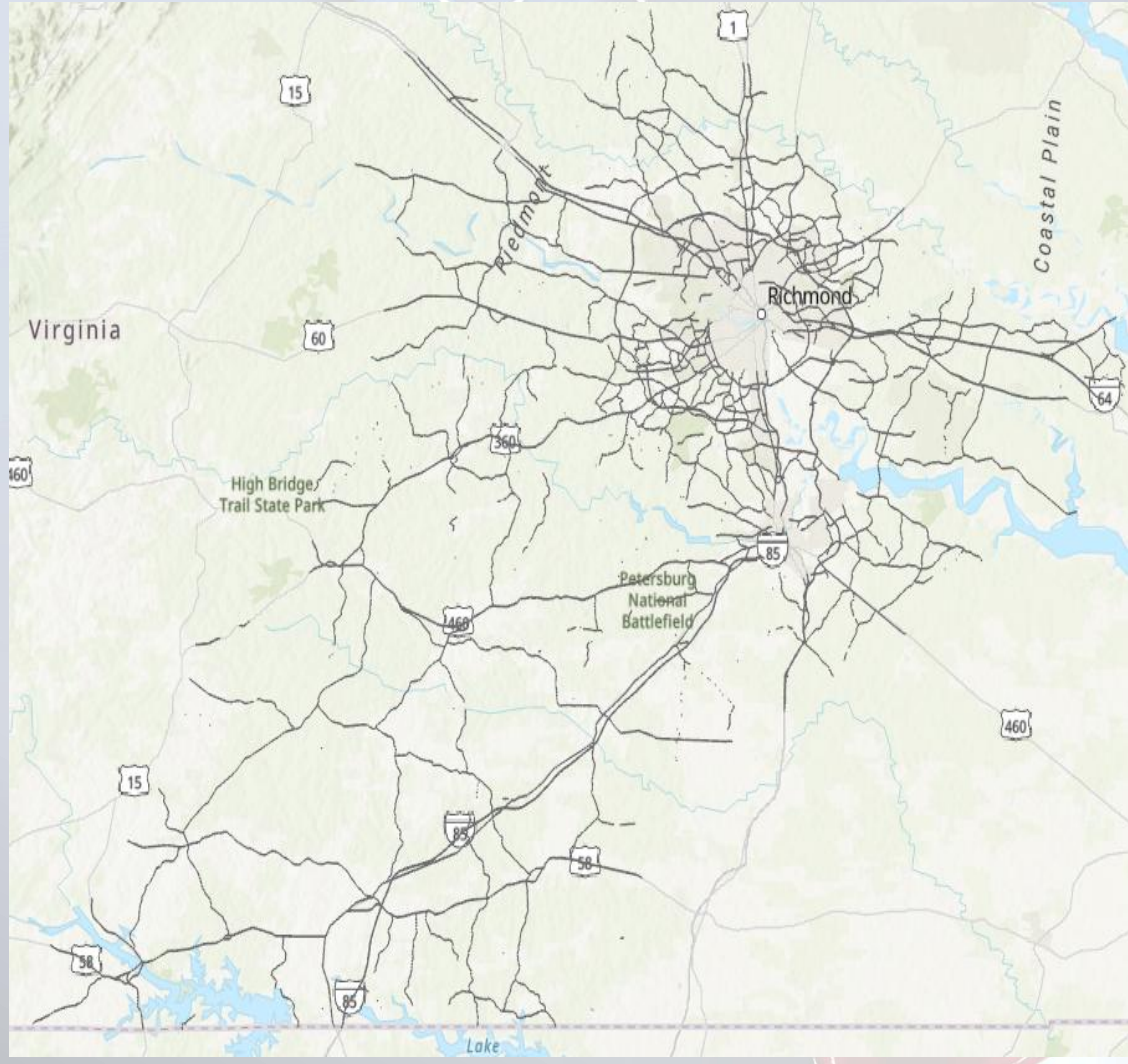 1
15
Coastal Plain
Piedmont
Richmond
Virginia
60
64
360
460
High Bridge
Trail State Park
85
Petersburg
National
Battlefield
460
460
15
85
58
58
85
Lake